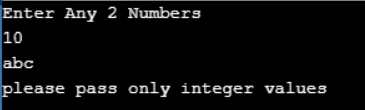 Enter Any 2 Numbers
10
abc
please pass only integer values